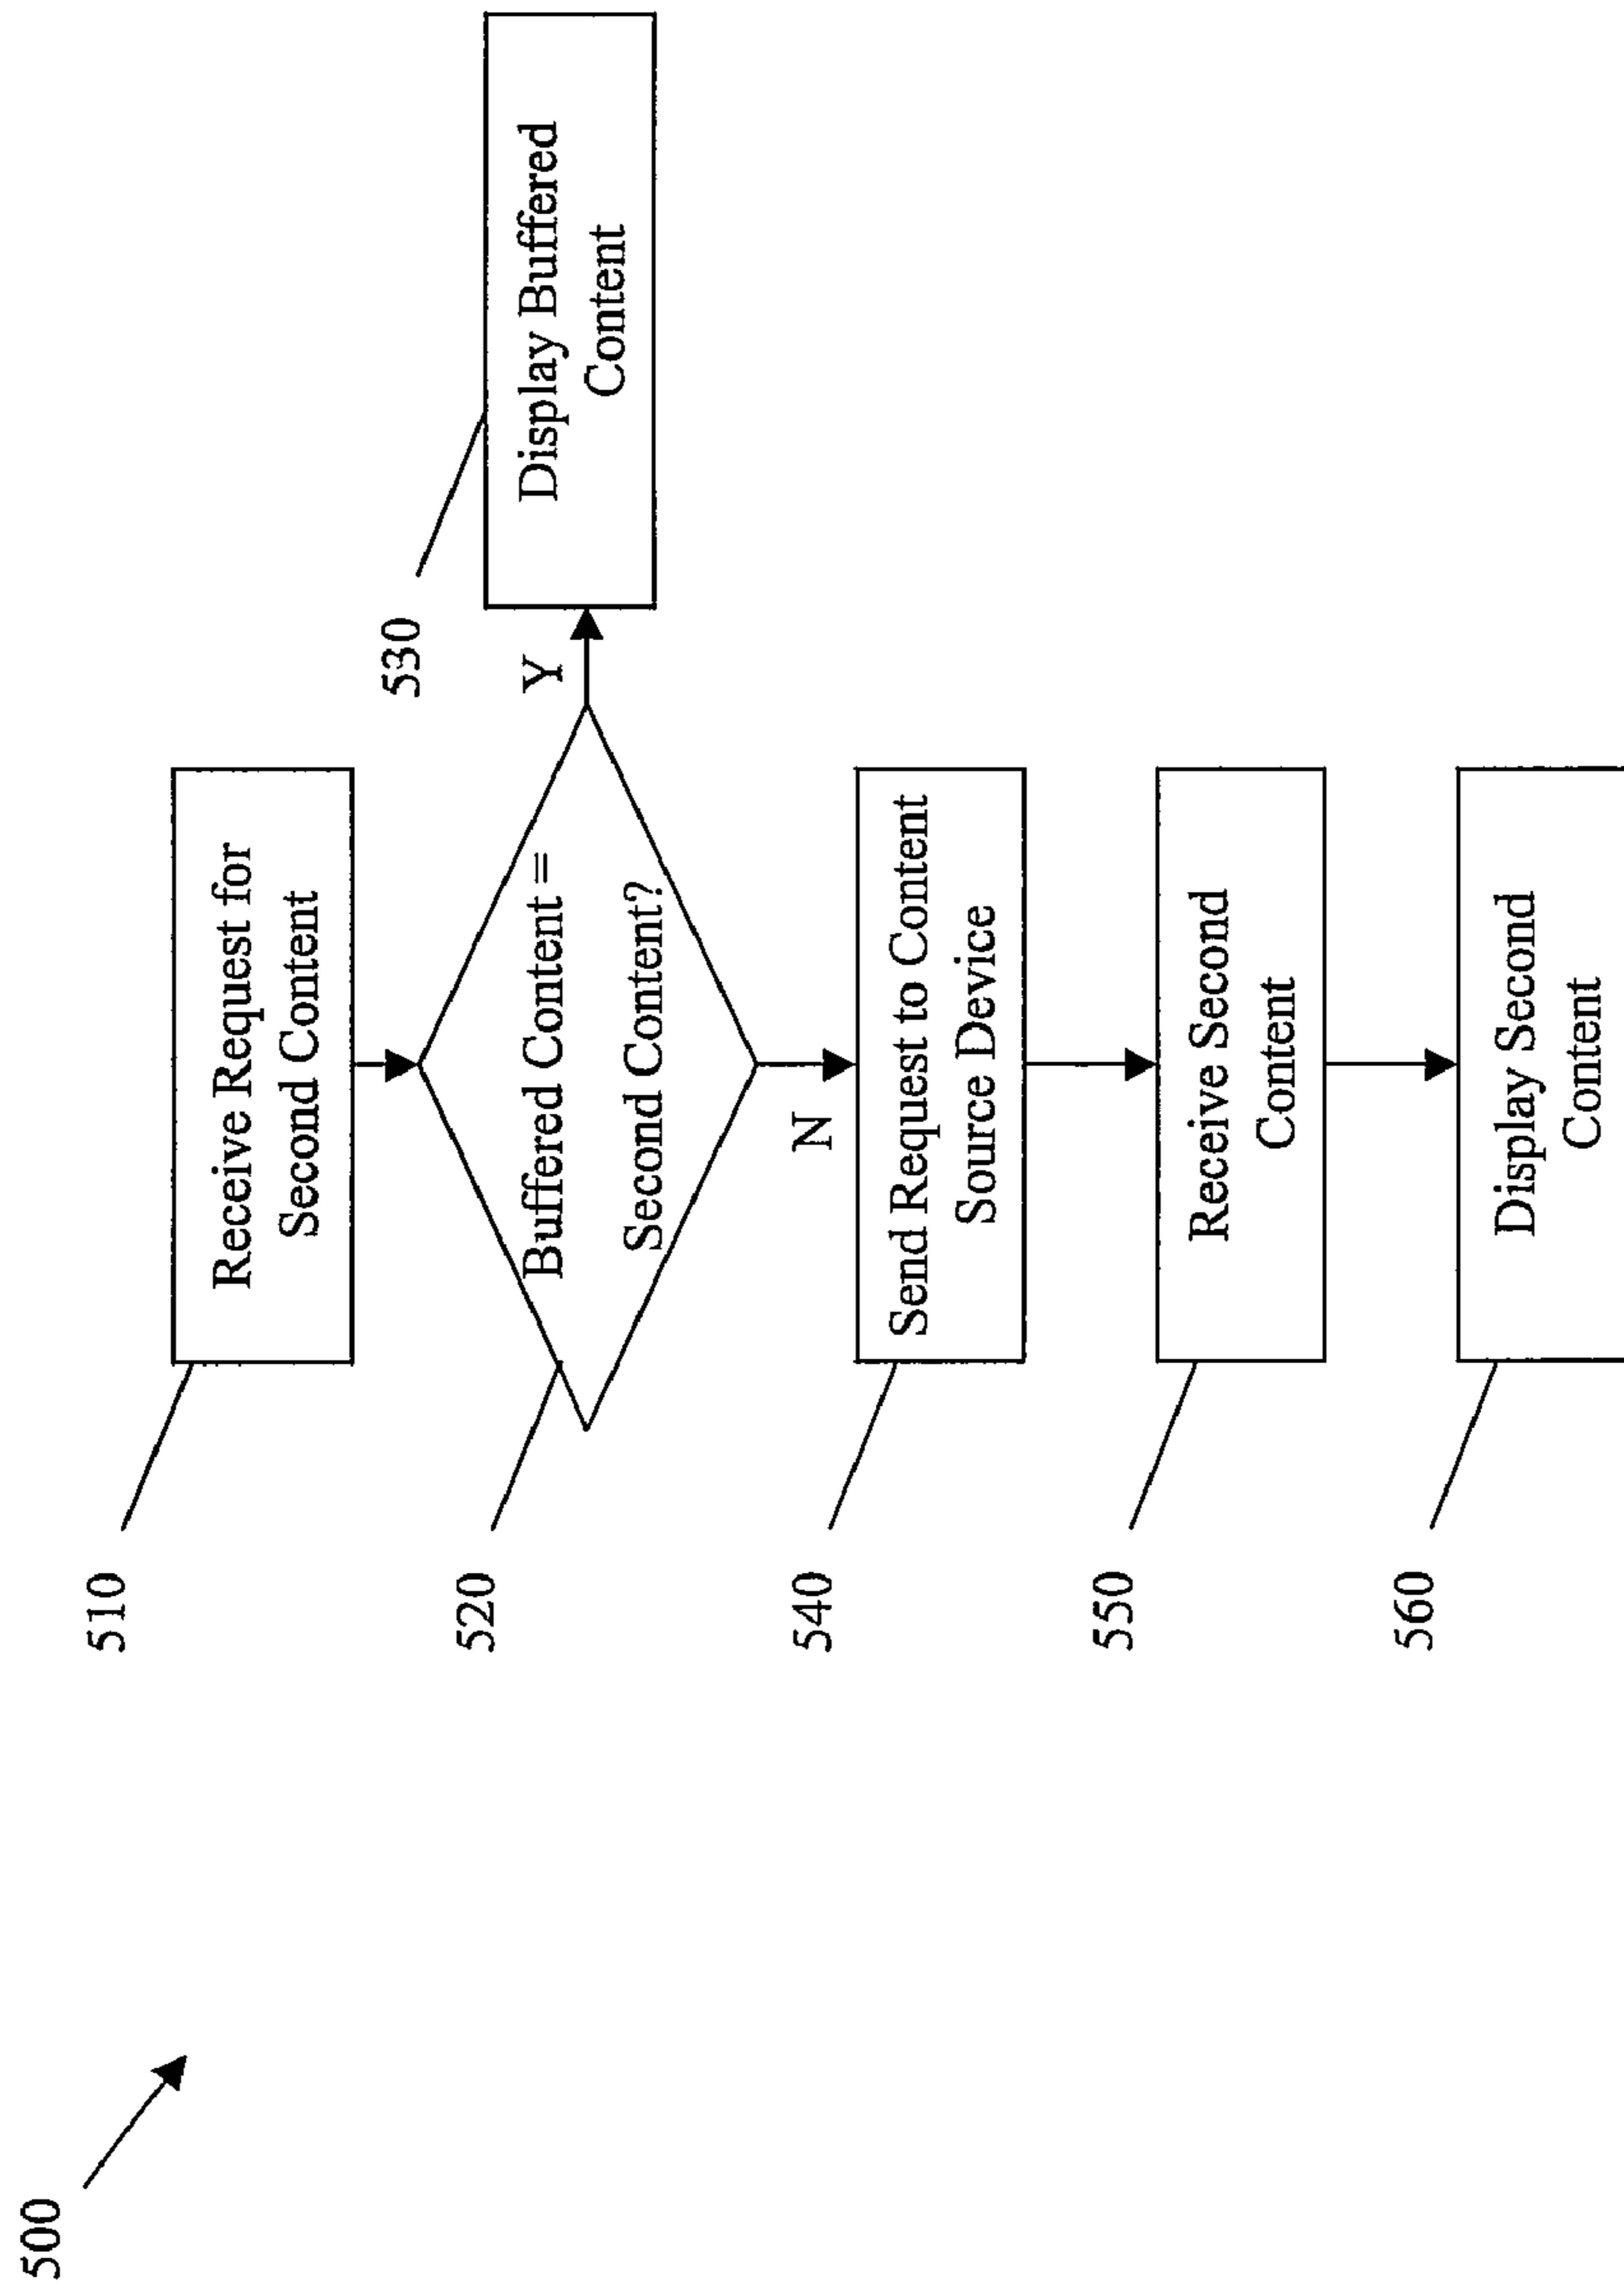 500
510
Receive Request for
Second Content
520
Buffered Content =
Second Content?
Y
530
Display Buffered
Content
N
540
Send Request to Content
Source Device
550
Receive Second
Content
560
Display Second
Content